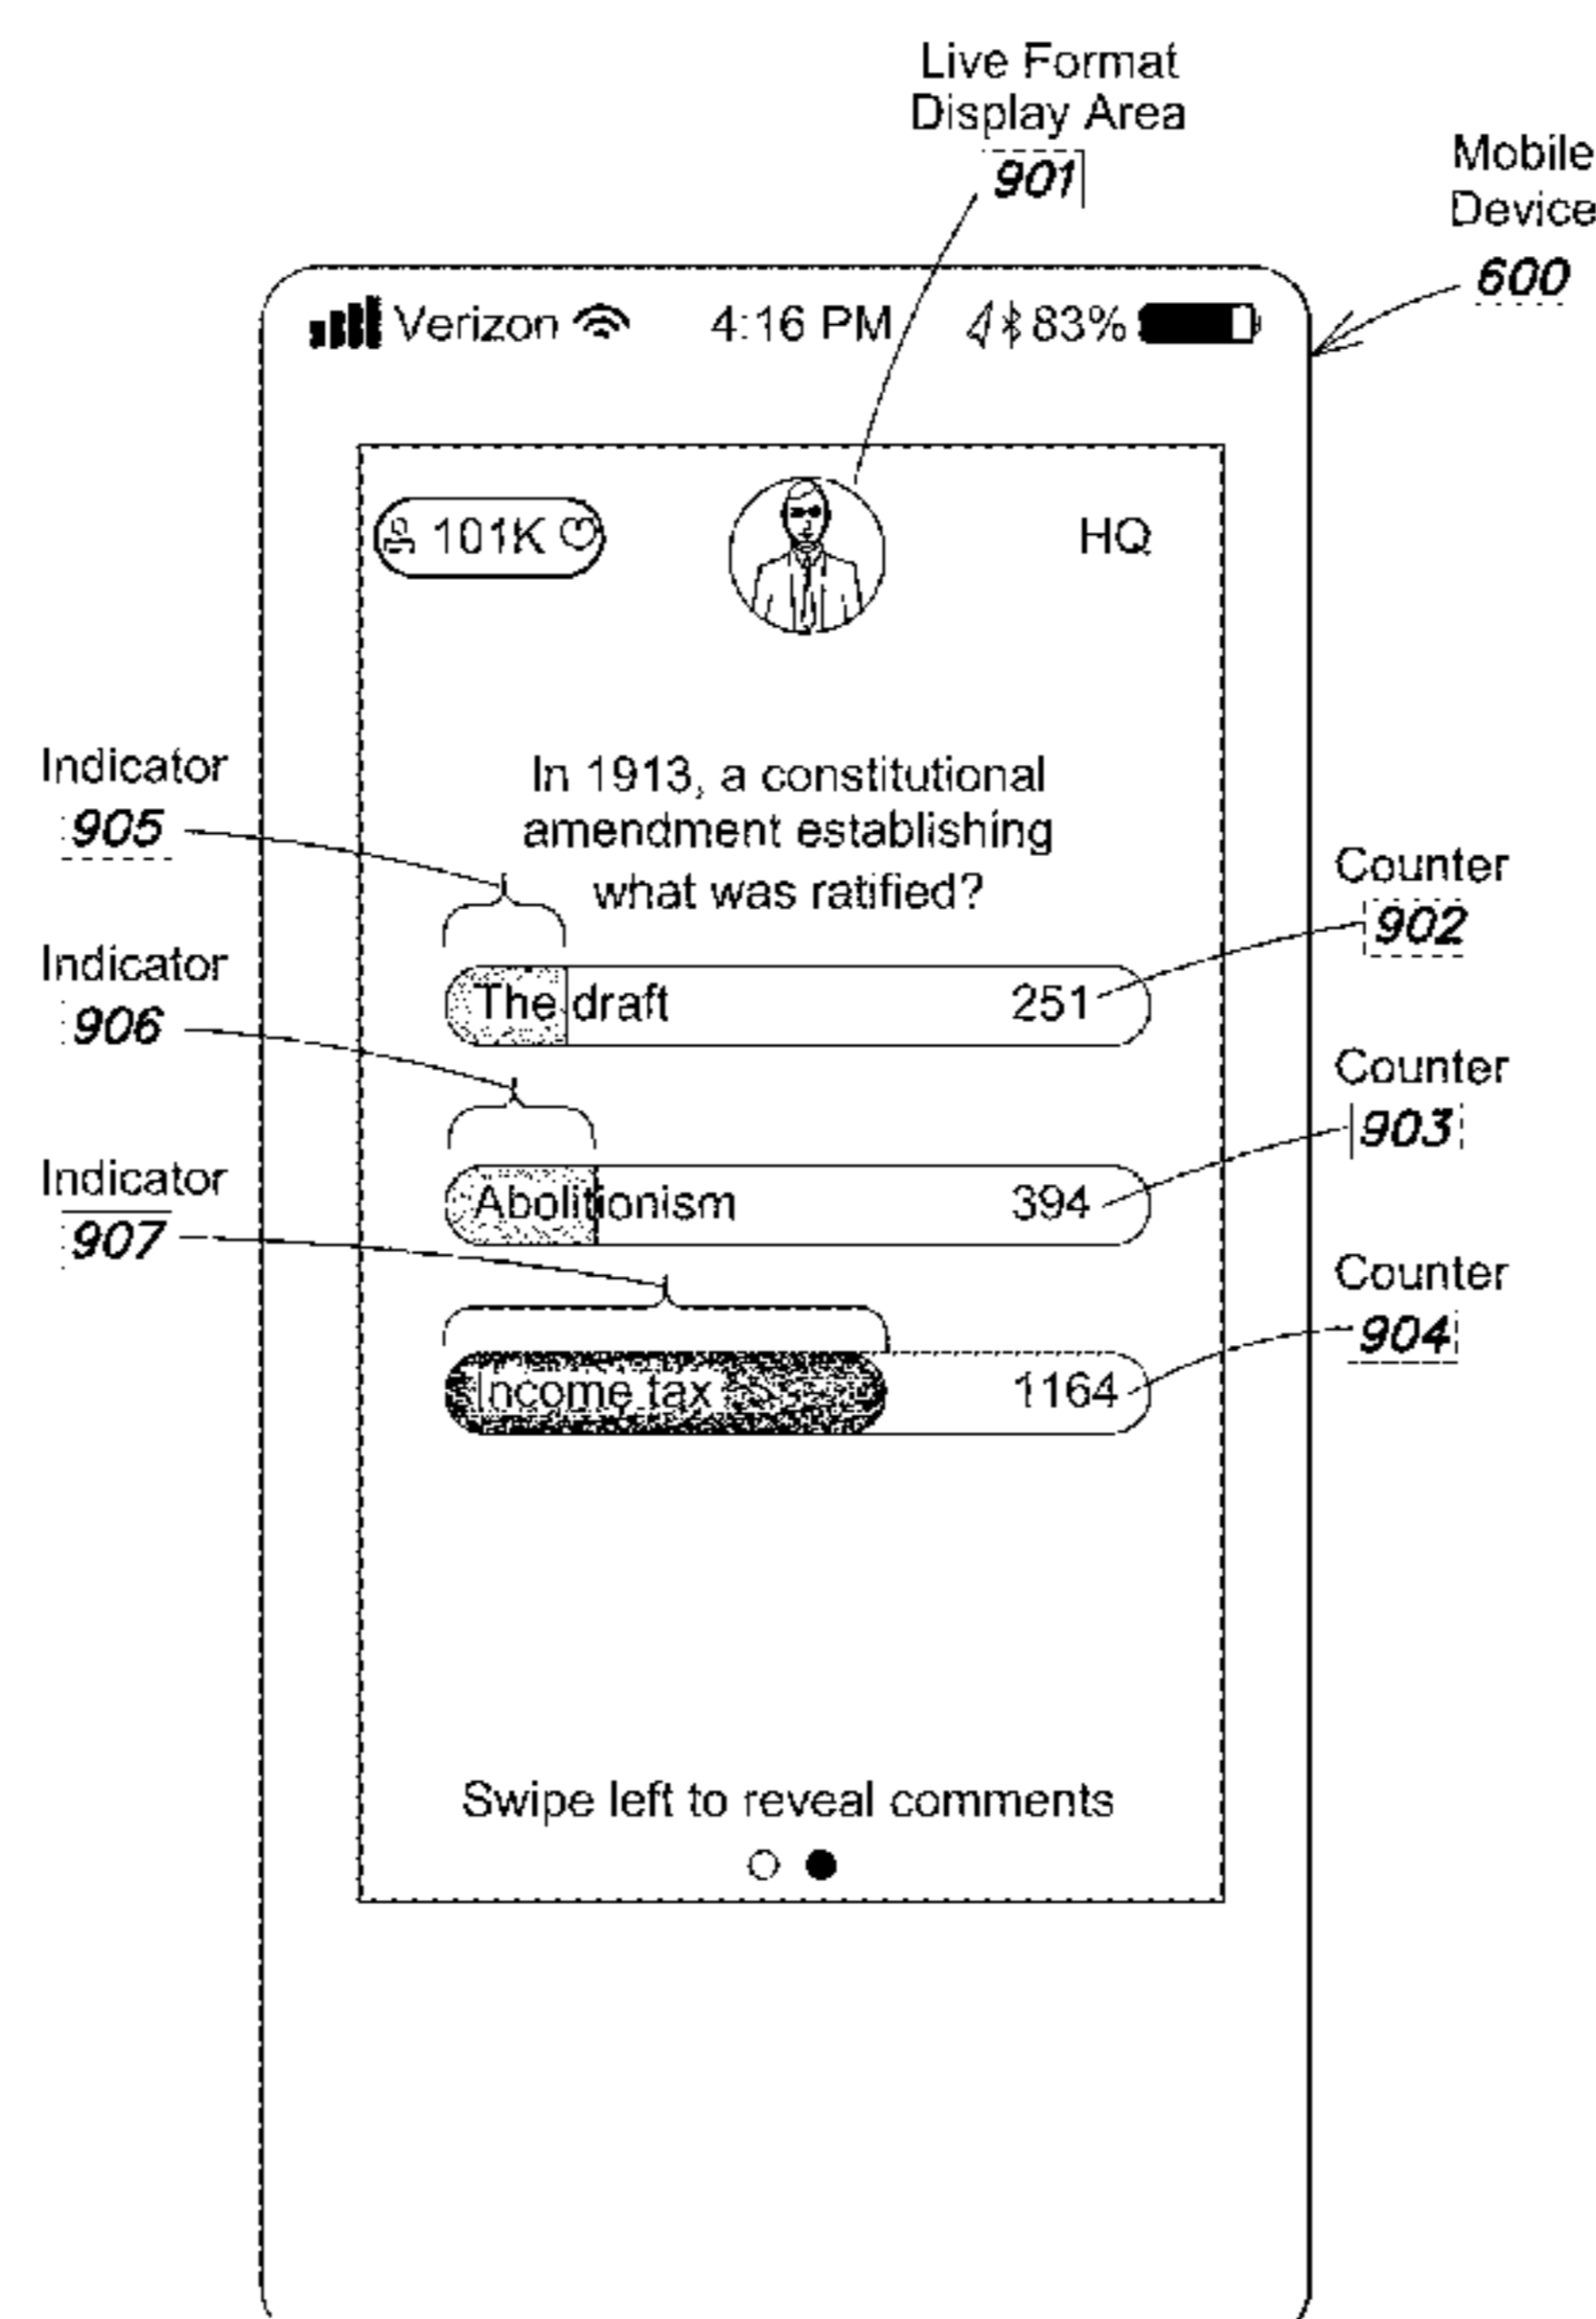 Live Format
Display Area
901
Mobile
Device
600
Verizon 4:16 PM 83%
101K HQ
In 1913, a constitutional
amendment establishing
what was ratified?
Indicator
905
The draft 251
Counter
902
Indicator
906
Abolitionism 394
Counter
903
Indicator
907
Income tax 1164
Counter
904
Swipe left to reveal comments